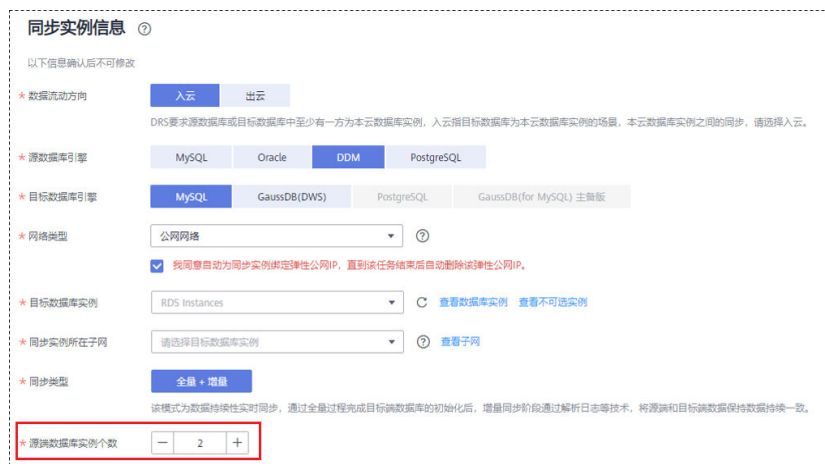 同步实例信息 ?
以下信息确认后不可修改
* 数据流动方向 入云 出云
DRS要求源数据库或目标数据库中至少有一方为本云数据库实例，入云指目标数据库为本云数据库实例的场景，本云数据库实例之间的同步，请选择入云。
* 源数据库引擎 MySQL Oracle DDM PostgreSQL
* 目标数据库引擎 MySQL GaussDB(DWS) PostgreSQL GaussDB(for MySQL) 主备版
* 网络类型 公网网络 ?
我同意自动为同步实例绑定弹性公网IP，直到该任务结束后自动删除该弹性公网IP。
* 目标数据库实例 RDS Instances 查看数据库实例 查看不可选实例
* 同步实例所在子网 请选择目标数据库实例 ? 查看子网
* 同步类型 全量 + 增量
该模式为数据持续性实时同步，通过全量过程完成目标端数据库的初始化后，增量同步阶段通过解析日志等技术，将源端和目标端数据保持数据持续一致。
* 源端数据库实例个数 − 2 +